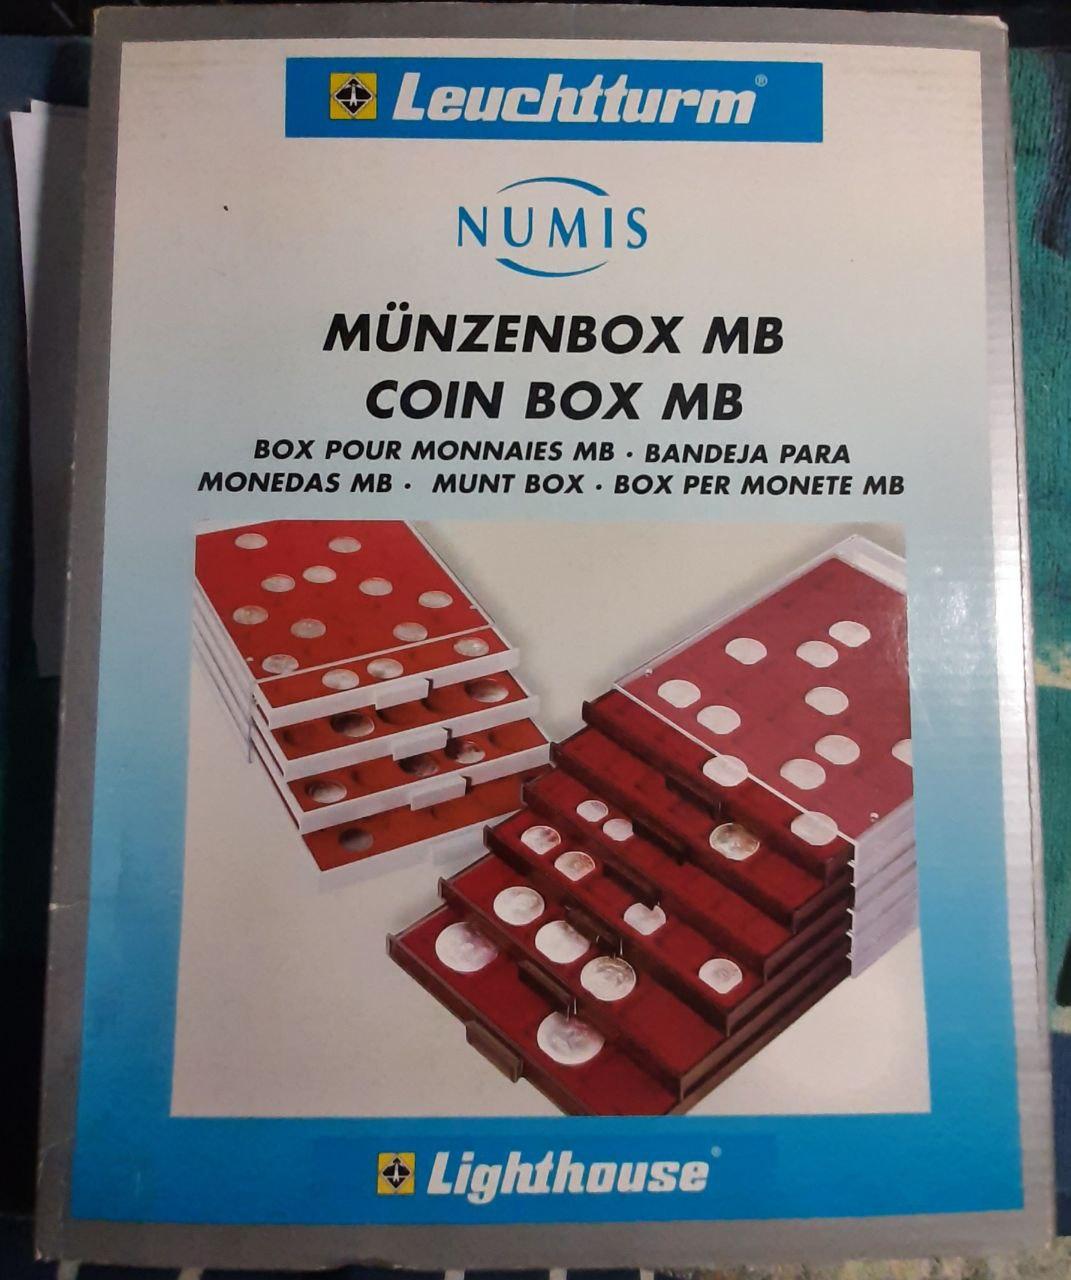 Leuchtturm®
NUMIS
MÜNZENBOX MB
COIN BOX MB
BOX POUR MONNAIES MB · BANDEJA PARA
MONEDAS MB · MUNT BOX · BOX PER MONETE MB
Lighthouse®